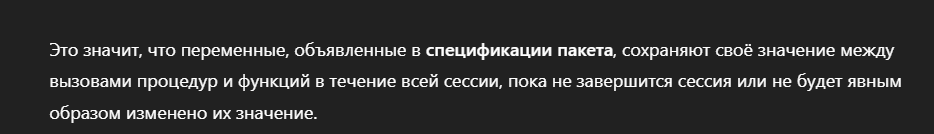 Это значит, что переменные, объявленные в спецификации пакета, сохраняют своё значение между
вызовами процедур и функций в течение всей сессии, пока не завершится сессия или не будет явным
образом изменено их значение.